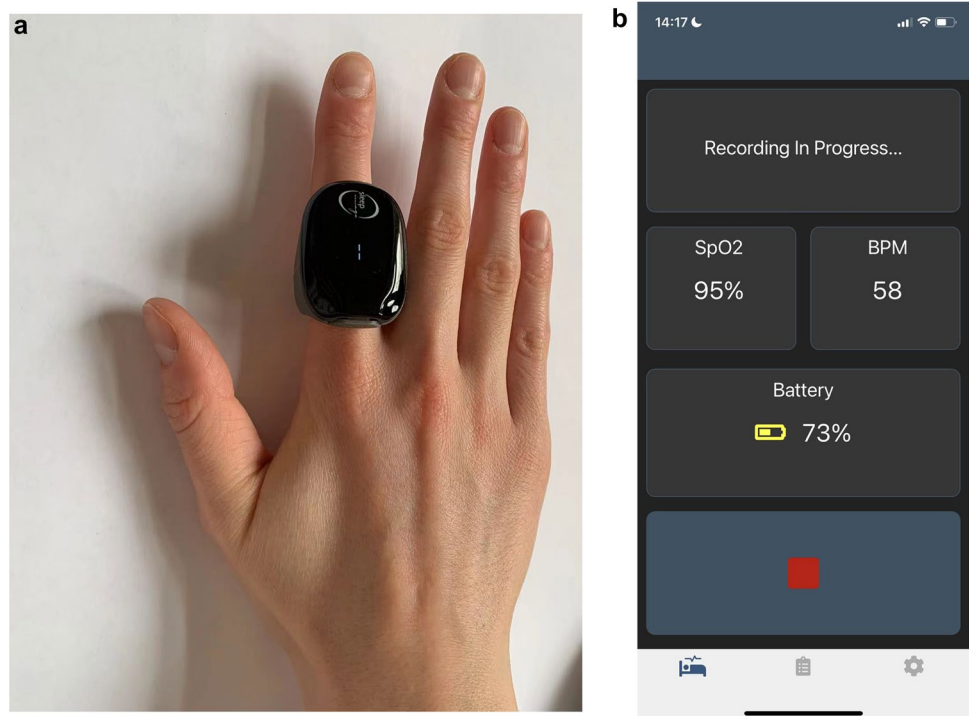 a
b
14:17
Recording In Progress...
SpO2
95%
BPM
58
Battery
73%